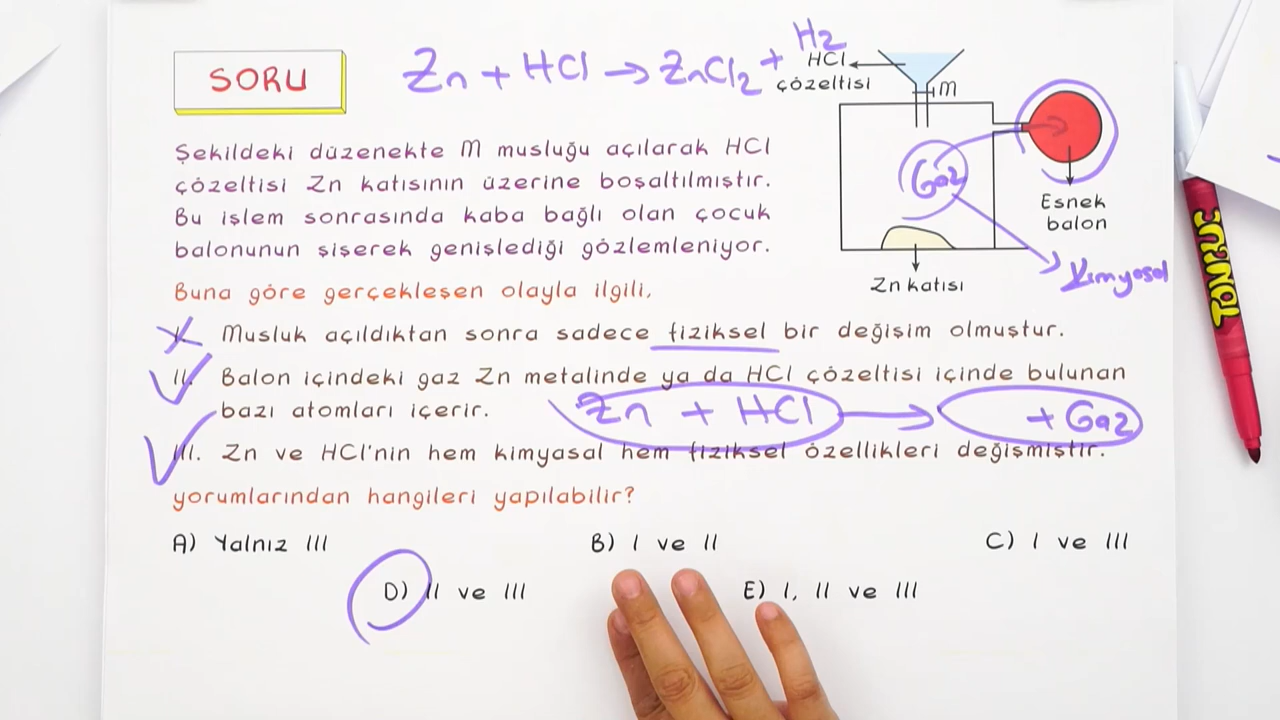 SORU
Zn + HCl → ZnCl2 + H2
HCl
çözeltisi
M
Şekildeki düzenekte M musluğu açılarak HCl
çözeltisi Zn katısının üzerine boşaltılmıştır.
Bu işlem sonrasında kaba bağlı olan çocuk
balonunun şişerek genişlediği gözlemleniyor.
Gaz
Esnek
balon
Zn katısı
Kimyasal
Buna göre gerçekleşen olayla ilgili,
I. Musluk açıldıktan sonra sadece fiziksel bir değişim olmuştur.
II. Balon içindeki gaz Zn metalinde ya da HCl çözeltisi içinde bulunan
bazı atomları içerir.
Zn + HCl → + Gaz
III. Zn ve HCl'nin hem kimyasal hem fiziksel özellikleri değişmiştir.
yorumlarından hangileri yapılabilir?
A) Yalnız III
B) I ve II
C) I ve III
D) II ve III
E) I, II ve III
TONGUÇ